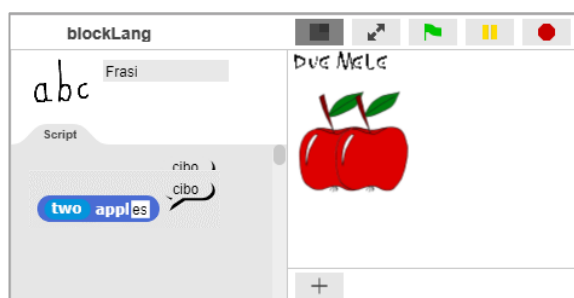 blockLang
abc
Frasi
Due Mele
Script
cibo
cibo
two apples